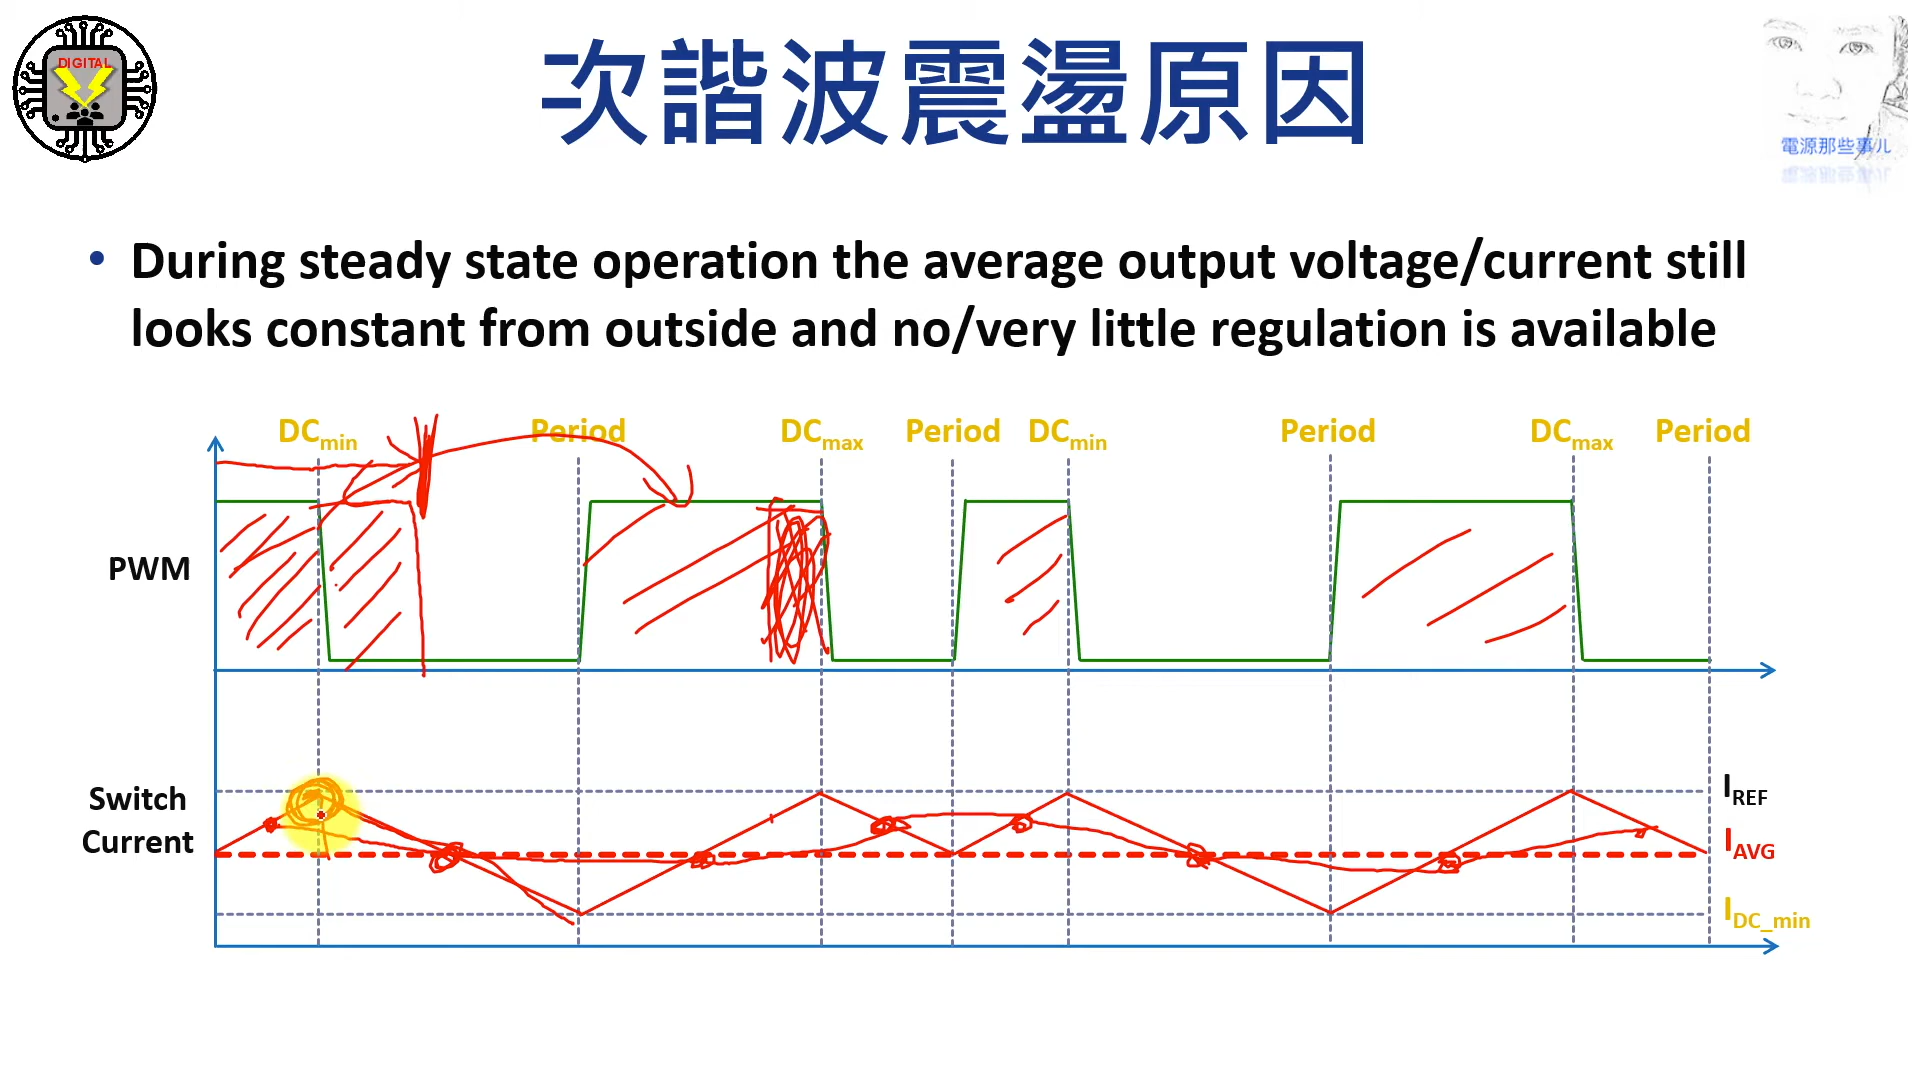 DIGITAL
次諧波震盪原因
電源那些事儿
• During steady state operation the average output voltage/current still
looks constant from outside and no/very little regulation is available
DCmin Period DCmax Period DCmin Period DCmax Period
PWM
Switch
Current
IREF
IAVG
IDC_min